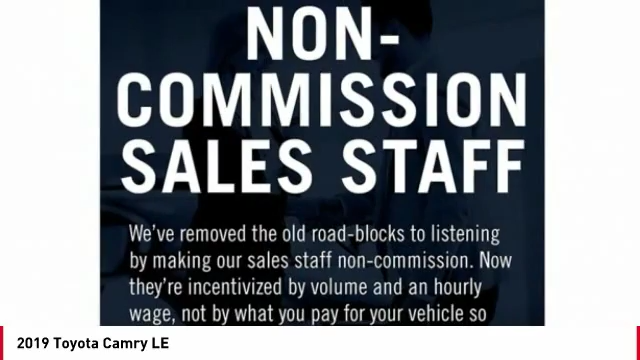 NON-
COMMISSION
SALES STAFF
We've removed the old road-blocks to listening
by making our sales staff non-commission. Now
they're incentivized by volume and an hourly
wage, not by what you pay for your vehicle so
2019 Toyota Camry LE